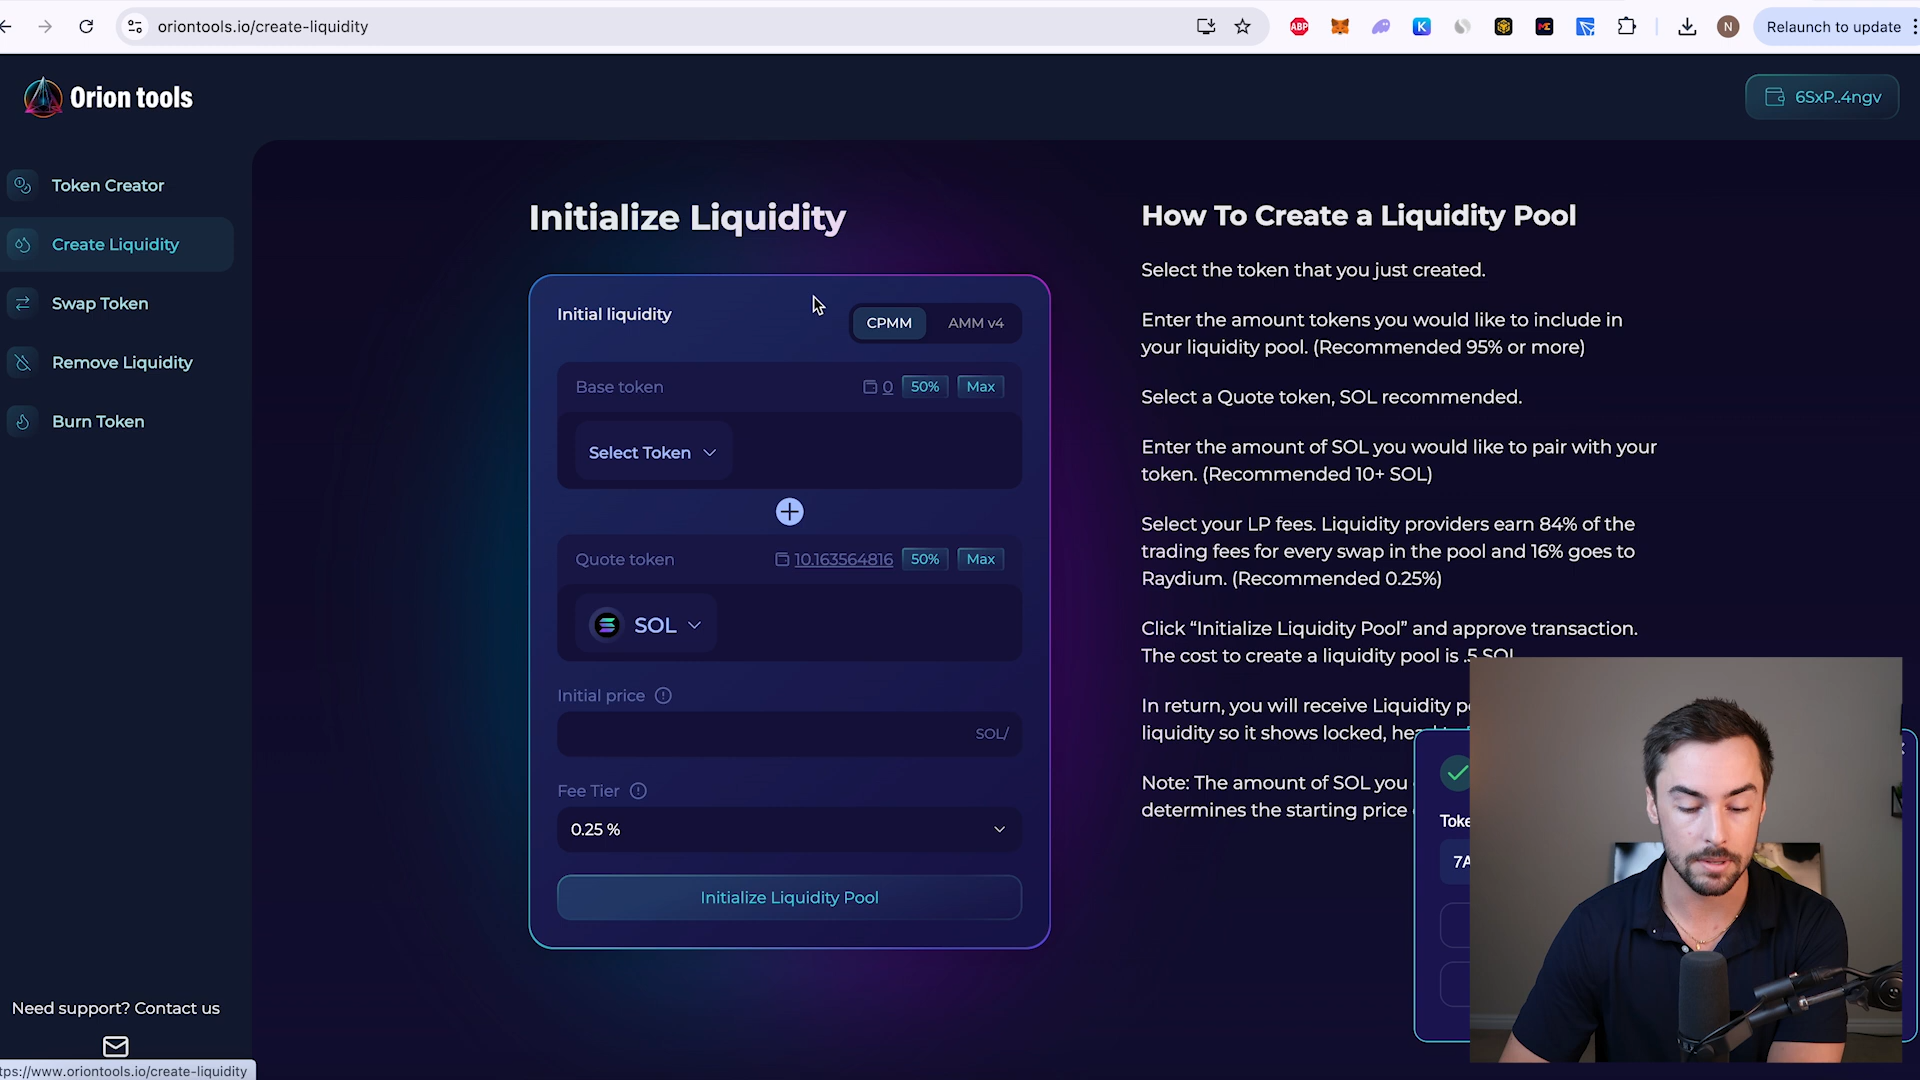 oriontools.io/create-liquidity
ABP
K
N
Relaunch to update
Orion tools
6SxP..4ngv
Token Creator
Create Liquidity
Swap Token
Remove Liquidity
Burn Token
Initialize Liquidity
Initial liquidity
CPMM
AMM v4
Base token
0
50%
Max
Select Token
Quote token
10.163564816
50%
Max
SOL
Initial price
SOL/
Fee Tier
0.25 %
Initialize Liquidity Pool
How To Create a Liquidity Pool
Select the token that you just created.
Enter the amount tokens you would like to include in
your liquidity pool. (Recommended 95% or more)
Select a Quote token, SOL recommended.
Enter the amount of SOL you would like to pair with your
token. (Recommended 10+ SOL)
Select your LP fees. Liquidity providers earn 84% of the
trading fees for every swap in the pool and 16% goes to
Raydium. (Recommended 0.25%)
Click “Initialize Liquidity Pool” and approve transaction.
The cost to create a liquidity pool is .5 SOL
In return, you will receive Liquidity
liquidity so it shows locked,
Note: The amount of SOL you
determines the starting price
Toke
7A
Need support? Contact us
tps://www.oriontools.io/create-liquidity